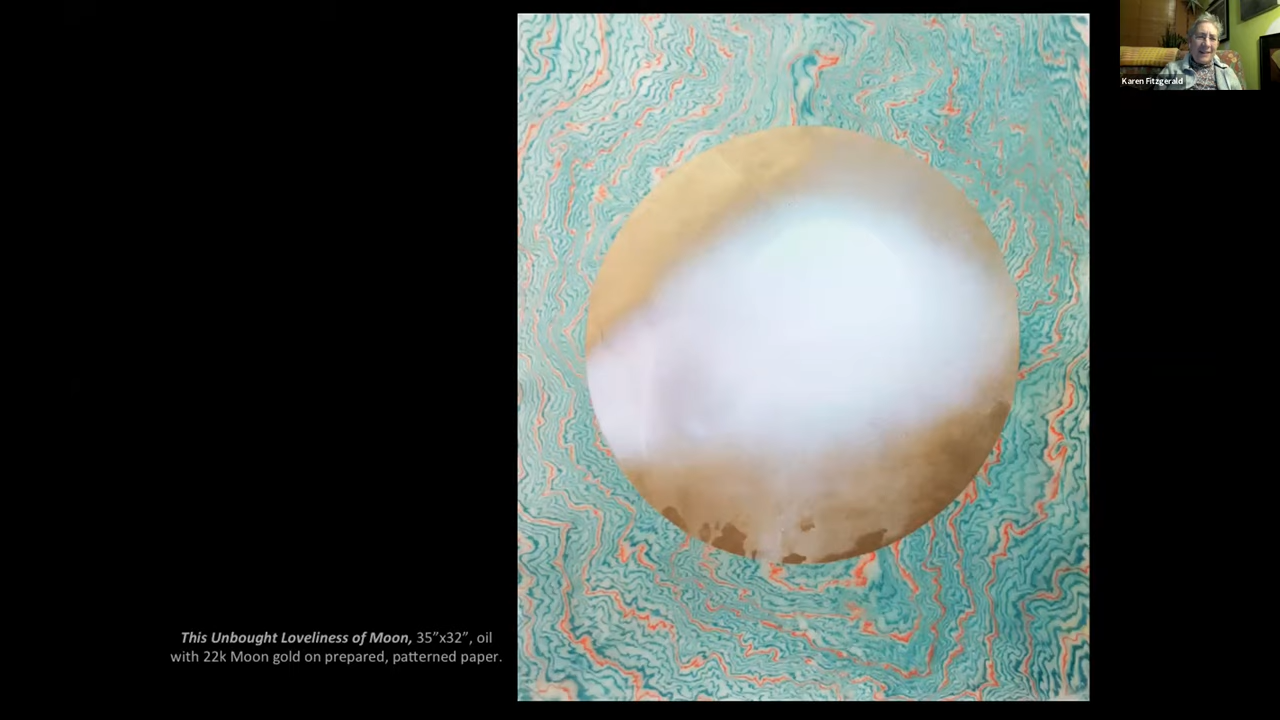 Karen Fitzgerald
This Unbought Loveliness of Moon, 35”x32”, oil
with 22k Moon gold on prepared, patterned paper.